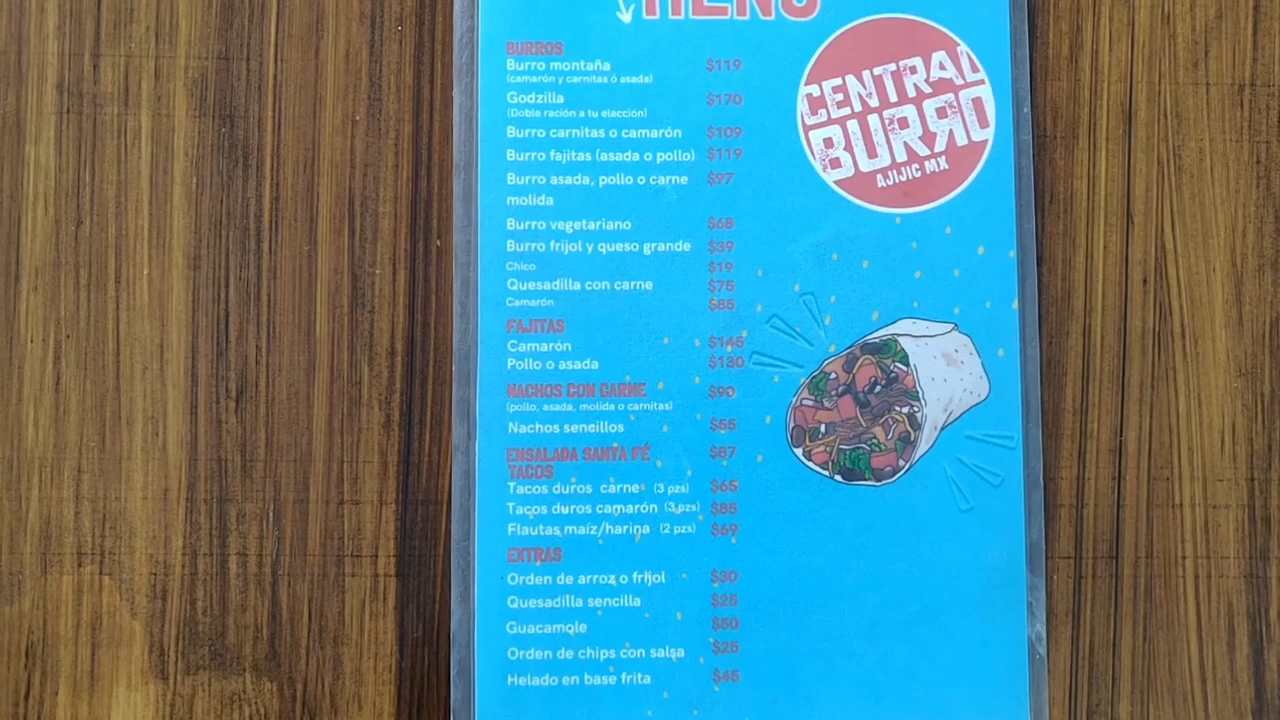 MENÚ
CENTRAL
BURRO
AJIJIC MX
BURROS
Burro montaña $119
(camarón y carnitas ó asada)
Godzilla $170
(Doble ración a tu elección)
Burro carnitas o camarón $109
Burro fajitas (asada o pollo) $119
Burro asada, pollo o carne $97
molida
Burro vegetariano $68
Burro frijol y queso grande $39
Chico $19
Quesadilla con carne $75
Camarón $85
FAJITAS
Camarón $145
Pollo o asada $130
NACHOS CON CARNE $90
(pollo, asada, molida o carnitas)
Nachos sencillos $55
ENSALADA SANTA FÉ $87
TACOS
Tacos duros carne (3 pzs) $65
Tacos duros camarón (3 pzs) $85
Flautas maíz/harina (2 pzs) $69
EXTRAS
Orden de arroz o frijol $30
Quesadilla sencilla $25
Guacamole $50
Orden de chips con salsa $25
Helado en base frita $45